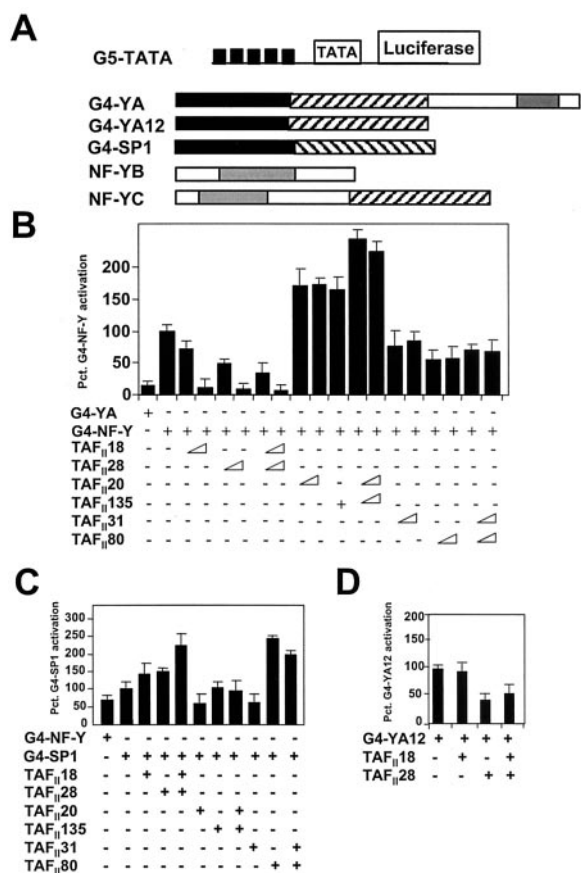 A
G5-TATA
TATA
Luciferase
G4-YA
G4-YA12
G4-SP1
NF-YB
NF-YC
B
Pct. G4-NF-Y activation
200
150
100
50
0
G4-YA + - - - - - - - - - - - - - - - - - -
G4-NF-Y - + + + + + + + + + + + + + + + + + +
TAFII18 - - - - - - - - - - - - - - -
TAFII28 - - - - - - - - - - - - - - -
TAFII20 - - - - - - - - - - - - - - -
TAFII135 - - - - - - - - - - + - - - - - -
TAFII31 - - - - - - - - - - - - - - -
TAFII80 - - - - - - - - - - - - - - -
C
Pct. G4-SP1 activation
300
250
200
150
100
50
0
G4-NF-Y + - - - - - - - - - -
G4-SP1 - + + + + + + + + + +
TAFII18 - - + - + - - - - - -
TAFII28 - - - + + - - - - - -
TAFII20 - - - - - + - + - - -
TAFII135 - - - - - - + + - - -
TAFII31 - - - - - - - - + - +
TAFII80 - - - - - - - - - + +
D
Pct. G4-YA12 activation
200
150
100
50
0
G4-YA12 + + + +
TAFII18 - + - +
TAFII28 - - + +